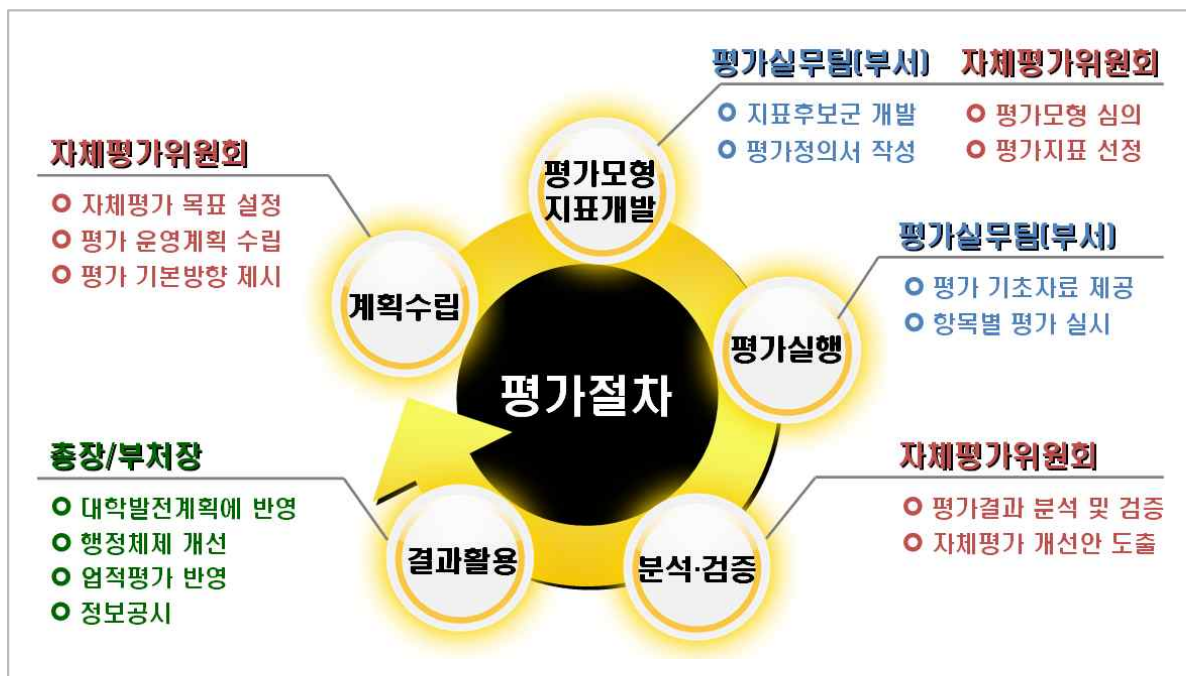 평가실무팀(부서)
지표후보군 개발
평가정의서 작성
자체평가위원회
평가모형 심의
평가지표 선정
자체평가위원회
자체평가 목표 설정
평가 운영계획 수립
평가 기본방향 제시
평가모형
지표개발
평가실무팀(부서)
평가 기초자료 제공
항목별 평가 실시
계획수립
평가실행
평가절차
총장/부처장
대학발전계획에 반영
행정체제 개선
업적평가 반영
정보공시
자체평가위원회
평가결과 분석 및 검증
자체평가 개선안 도출
결과활용
분석·검증